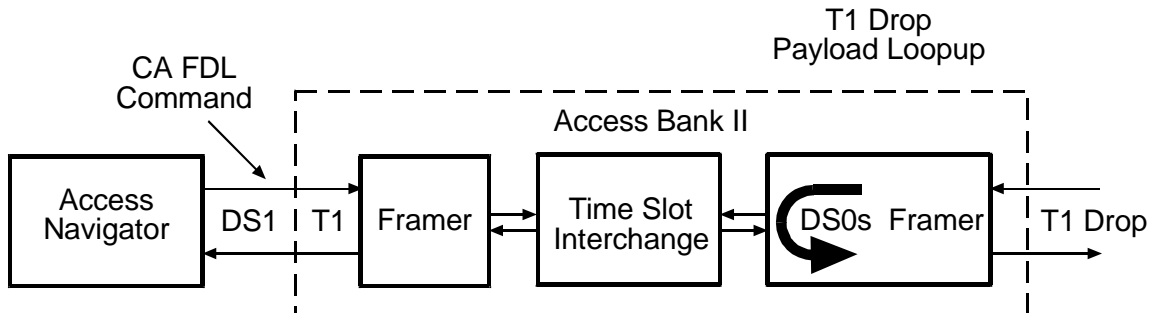 T1 Drop
Payload Loopup
CA FDL
Command
Access Bank II
Access
Navigator
DS1
T1
Framer
Time Slot
Interchange
DS0s
Framer
T1 Drop